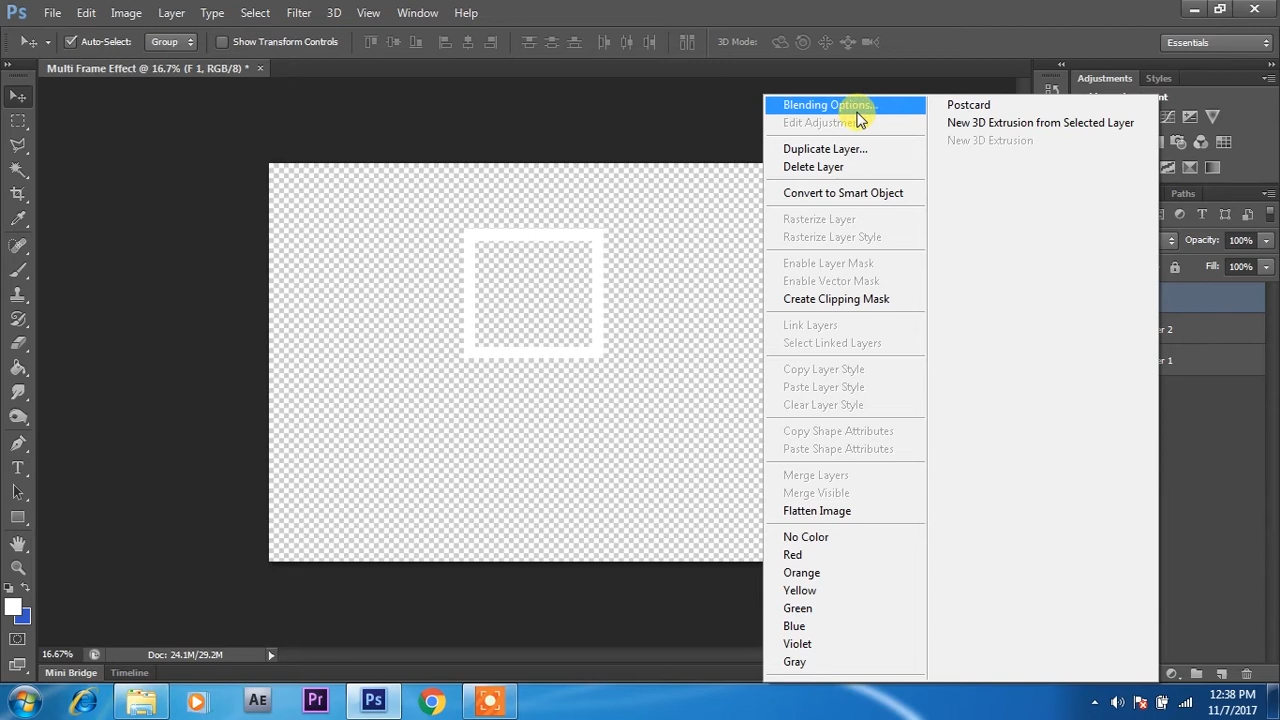 Ps File Edit Image Layer Type Select Filter 3D View Window Help
Auto-Select: Group Show Transform Controls 3D Mode: Essentials
Multi Frame Effect @ 16.7% (F 1, RGB/8) * ×
Adjustments Styles
Blending Options...
Edit Adjustm
Duplicate Layer...
Delete Layer
Convert to Smart Object
Rasterize Layer
Rasterize Layer Style
Enable Layer Mask
Enable Vector Mask
Create Clipping Mask
Link Layers
Select Linked Layers
Copy Layer Style
Paste Layer Style
Clear Layer Style
Copy Shape Attributes
Paste Shape Attributes
Merge Layers
Merge Visible
Flatten Image
No Color
Red
Orange
Yellow
Green
Blue
Violet
Gray
Postcard
New 3D Extrusion from Selected Layer
New 3D Extrusion
Paths
Opacity: 100%
Fill: 100%
2
1
16.67% Doc: 24.1M/29.2M
Mini Bridge Timeline
AE Pr Ps
12:38 PM
11/7/2017